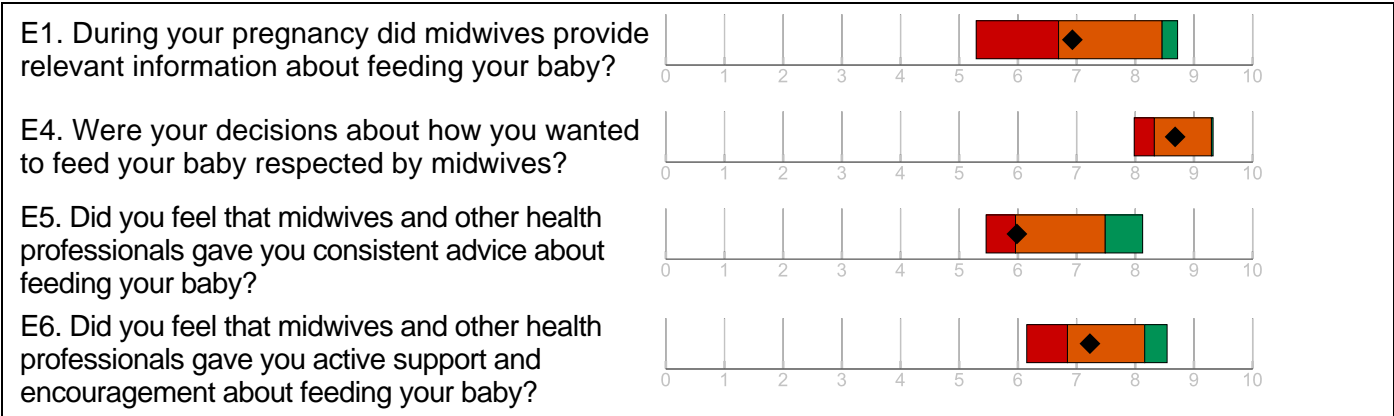 E1. During your pregnancy did midwives provide
relevant information about feeding your baby?
0 1 2 3 4 5 6 7 8 9 10
E4. Were your decisions about how you wanted
to feed your baby respected by midwives?
0 1 2 3 4 5 6 7 8 9 10
E5. Did you feel that midwives and other health
professionals gave you consistent advice about
feeding your baby?
0 1 2 3 4 5 6 7 8 9 10
E6. Did you feel that midwives and other health
professionals gave you active support and
encouragement about feeding your baby?
0 1 2 3 4 5 6 7 8 9 10